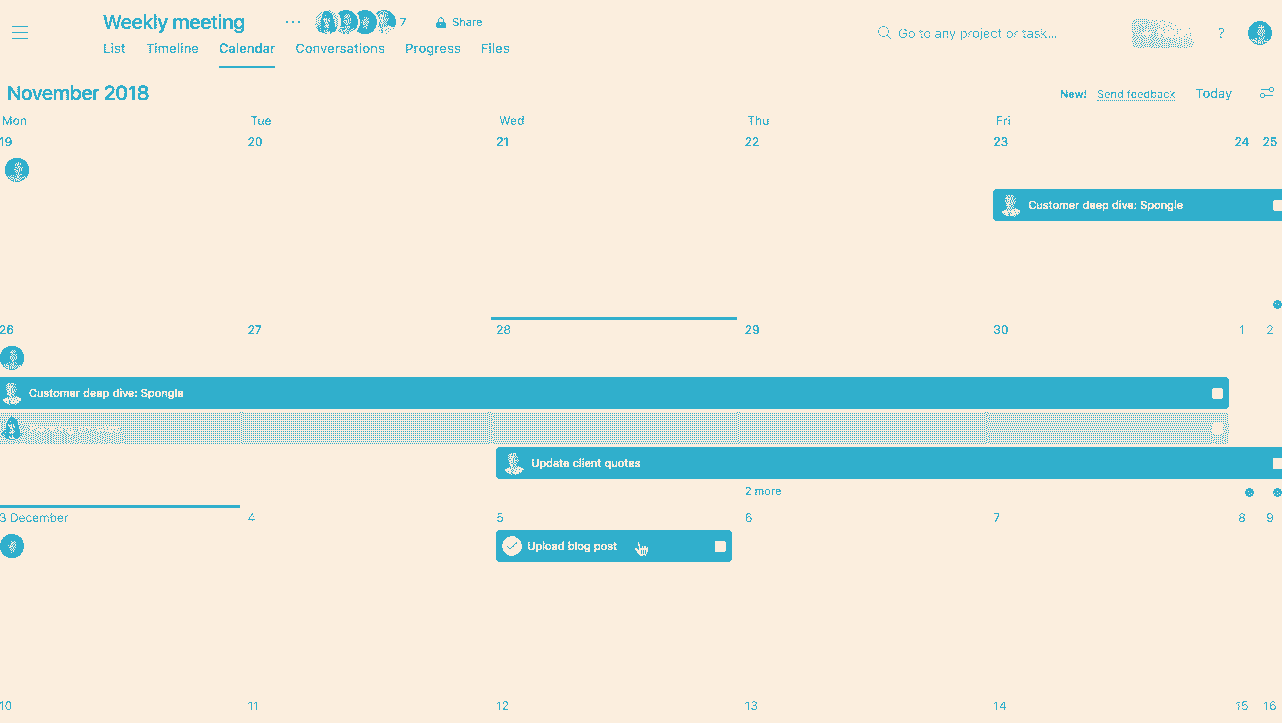 Weekly meeting ... 7 Share
List Timeline Calendar Conversations Progress Files
Go to any project or task...
?
November 2018
New! Send feedback Today
Mon Tue Wed Thu Fri
19 20 21 22 23 24 25
Customer deep dive: Spongle
26 27 28 29 30 1 2
Customer deep dive: Spongle
Update client quotes
2 more
3 December 4 5 6 7 8 9
Upload blog post
10 11 12 13 14 15 16